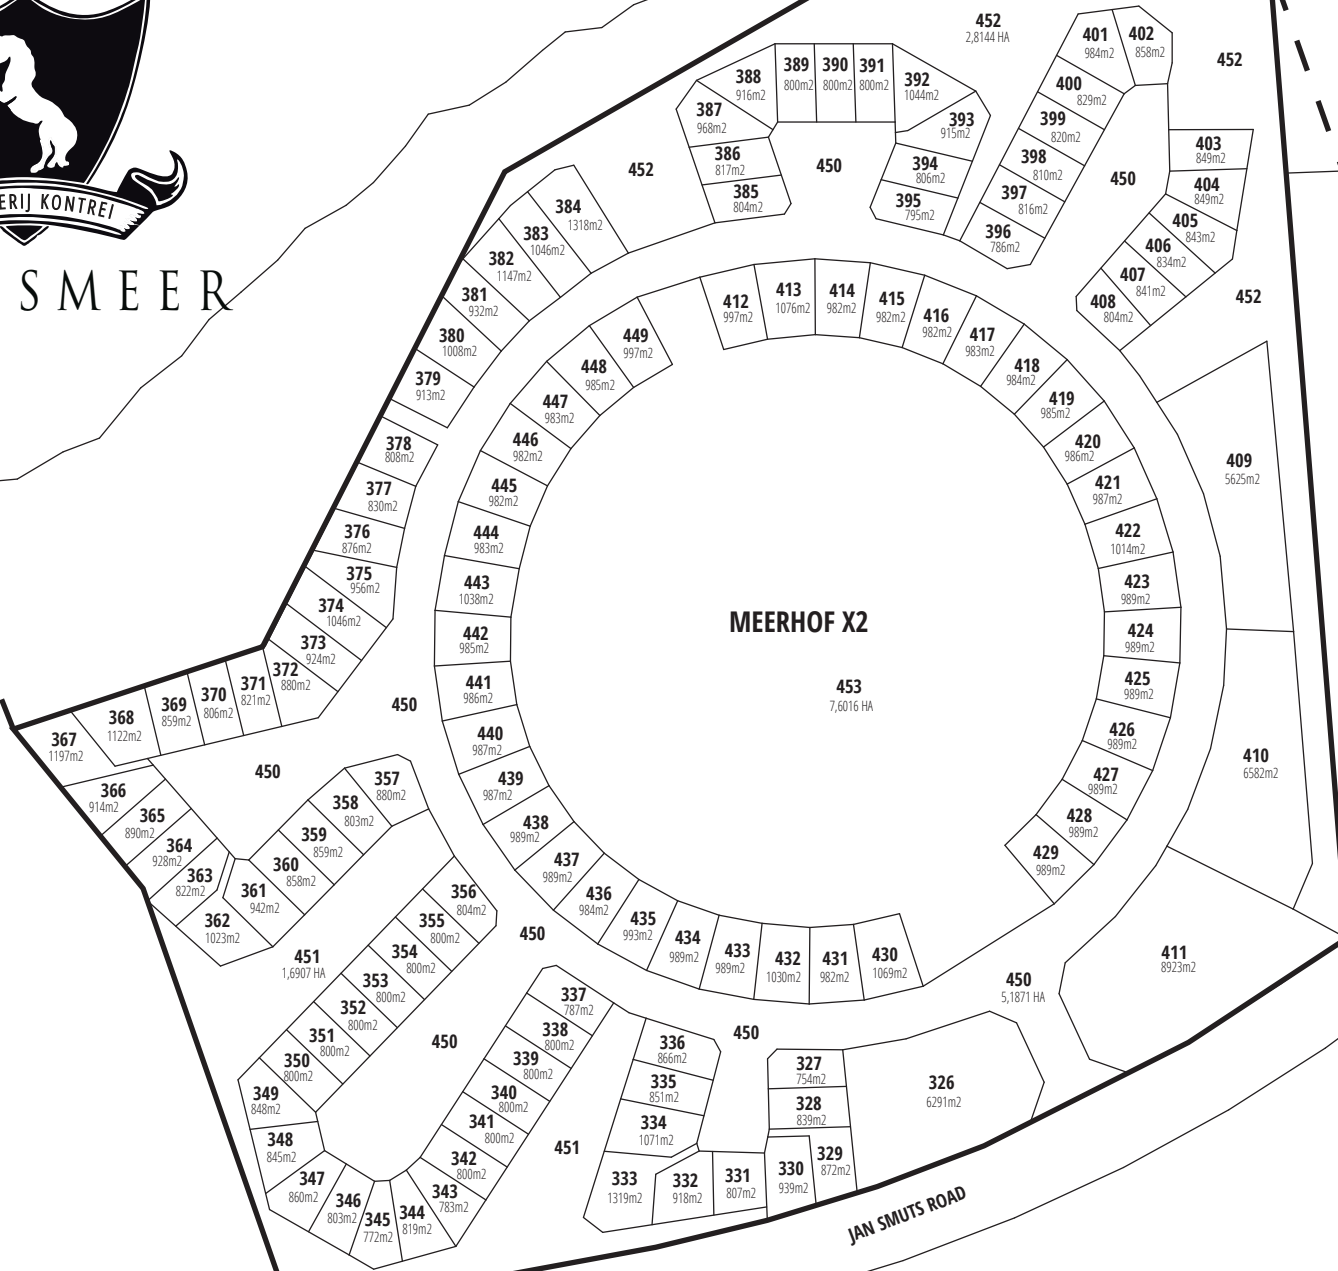 ERIJ KONTREI
SMEER
452
2,8144 HA
401
984m2
402
858m2
452
400
829m2
399
820m2
398
810m2
397
816m2
396
786m2
450
403
849m2
404
849m2
405
843m2
406
834m2
407
841m2
408
804m2
452
388
916m2
389
800m2
390
800m2
391
800m2
392
1044m2
387
968m2
393
915m2
386
817m2
394
806m2
385
804m2
395
795m2
450
452
384
1318m2
383
1046m2
382
1147m2
381
932m2
380
1008m2
379
913m2
378
808m2
377
830m2
376
876m2
375
956m2
374
1046m2
373
924m2
372
880m2
371
821m2
370
806m2
369
859m2
368
1122m2
367
1197m2
366
914m2
365
890m2
364
928m2
363
822m2
362
1023m2
361
942m2
360
858m2
359
859m2
358
803m2
357
880m2
450
450
412
997m2
413
1076m2
414
982m2
415
982m2
416
982m2
417
983m2
418
984m2
419
985m2
420
986m2
421
987m2
422
1014m2
423
989m2
424
989m2
425
989m2
426
989m2
427
989m2
428
989m2
429
989m2
449
997m2
448
985m2
447
983m2
446
982m2
445
982m2
444
983m2
443
1038m2
442
985m2
441
986m2
440
987m2
439
987m2
438
989m2
437
989m2
436
984m2
435
993m2
434
989m2
433
989m2
432
1030m2
431
982m2
430
1069m2
MEERHOF X2
453
7,6016 HA
409
5625m2
410
6582m2
411
8923m2
450
5,1871 HA
451
1,6907 HA
356
804m2
355
800m2
354
800m2
353
800m2
352
800m2
351
800m2
350
800m2
349
848m2
348
845m2
347
860m2
346
803m2
345
772m2
344
819m2
343
783m2
342
800m2
341
800m2
340
800m2
339
800m2
338
800m2
337
787m2
450
450
450
451
336
866m2
335
851m2
334
1071m2
333
1319m2
332
918m2
331
807m2
330
939m2
329
872m2
328
839m2
327
754m2
326
6291m2
JAN SMUTS ROAD